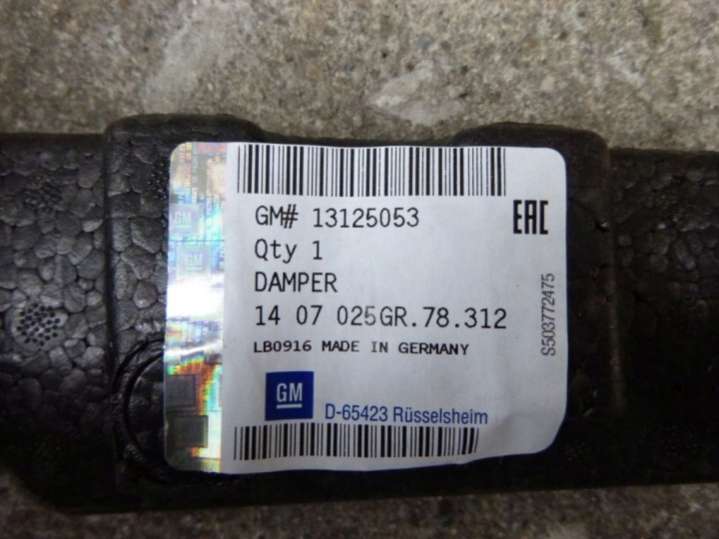 GM# 13125053
EAC
Qty 1
DAMPER
14 07 025GR.78.312
LB0916 MADE IN GERMANY
GM
D-65423 Rüsselsheim
S503772475